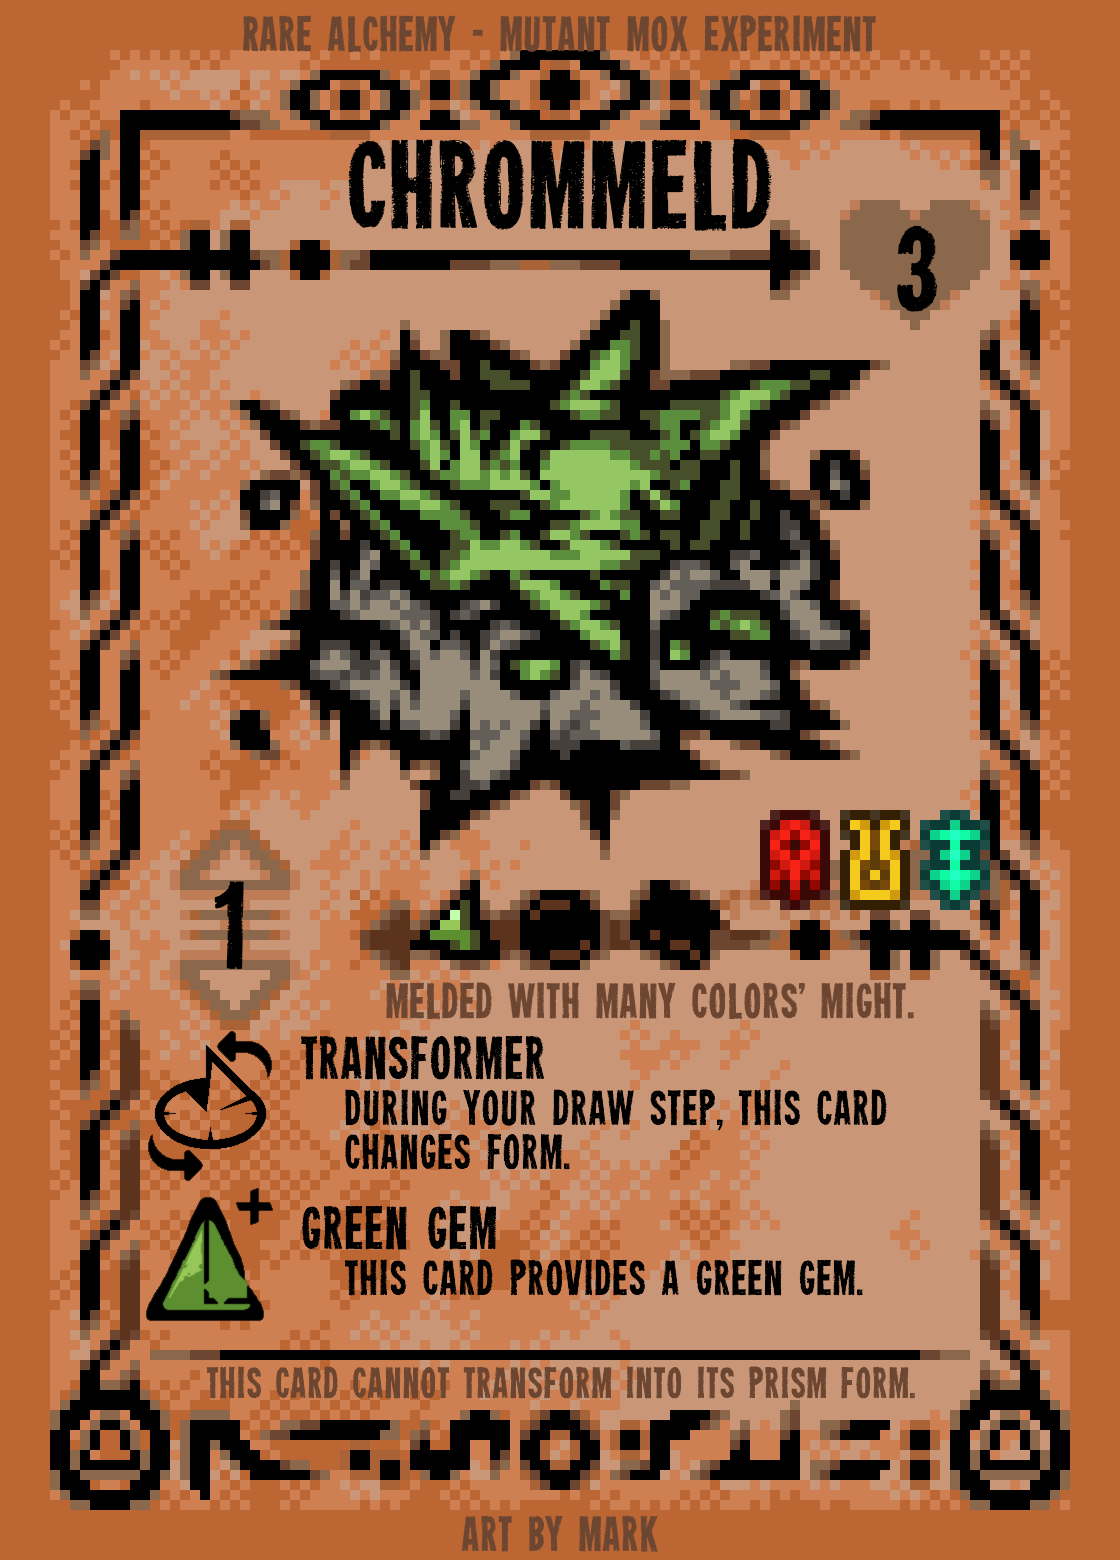 RARE ALCHEMY - MUTANT MOX EXPERIMENT
CHROMMELD
3
1
MELDED WITH MANY COLORS' MIGHT.
TRANSFORMER
DURING YOUR DRAW STEP, THIS CARD
CHANGES FORM.
GREEN GEM
THIS CARD PROVIDES A GREEN GEM.
THIS CARD CANNOT TRANSFORM INTO ITS PRISM FORM.
ART BY MARK